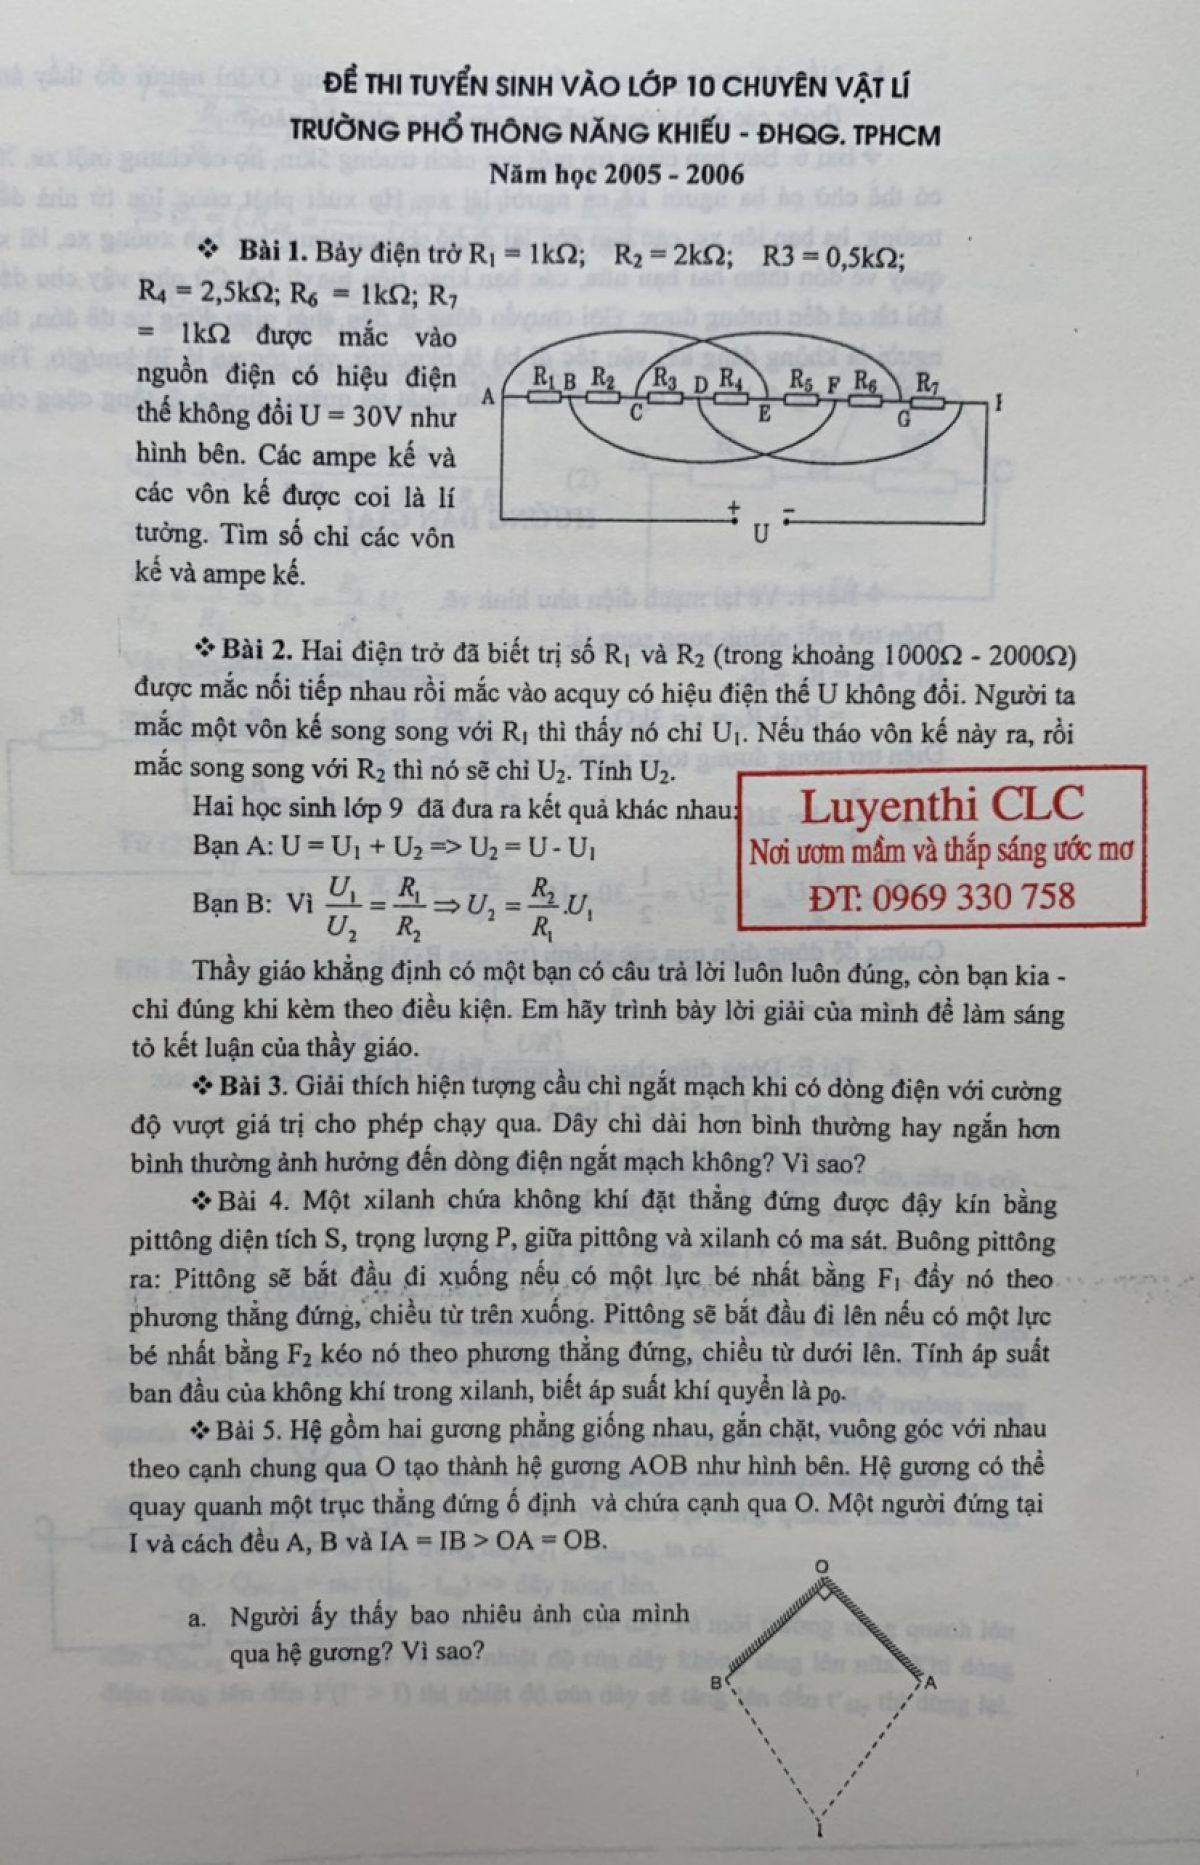 ĐỀ THI TUYỂN SINH VÀO LỚP 10 CHUYÊN VẬT LÍ
TRƯỜNG PHỔ THÔNG NĂNG KHIẾU - ĐHQG. TPHCM
Năm học 2005 - 2006
❖ Bài 1. Bảy điện trở R₁ = 1kΩ; R₂ = 2kΩ; R3 = 0,5kΩ;
R₄ = 2,5kΩ; R₆ = 1kΩ; R₇
= 1kΩ được mắc vào
nguồn điện có hiệu điện
thế không đổi U = 30V như
hình bên. Các ampe kế và
các vôn kế được coi là lí
tưởng. Tìm số chỉ các vôn
kế và ampe kế.
A R₁ B R₂ C R₃ D R₄ E R₅ F R₆ G R₇ I
+ −
U
❖ Bài 2. Hai điện trở đã biết trị số R₁ và R₂ (trong khoảng 1000Ω - 2000Ω)
được mắc nối tiếp nhau rồi mắc vào acquy có hiệu điện thế U không đổi. Người ta
mắc một vôn kế song song với R₁ thì thấy nó chỉ U₁. Nếu tháo vôn kế này ra, rồi
mắc song song với R₂ thì nó sẽ chỉ U₂. Tính U₂.
Hai học sinh lớp 9 đã đưa ra kết quả khác nhau:
Bạn A: U = U₁ + U₂ => U₂ = U - U₁
Bạn B: Vì U₁/U₂ = R₁/R₂ ⇒ U₂ = R₂/R₁ .U₁
Luyenthi CLC
Nơi ươm mầm và thắp sáng ước mơ
ĐT: 0969 330 758
Thầy giáo khẳng định có một bạn có câu trả lời luôn luôn đúng, còn bạn kia -
chỉ đúng khi kèm theo điều kiện. Em hãy trình bày lời giải của mình để làm sáng
tỏ kết luận của thầy giáo.
❖ Bài 3. Giải thích hiện tượng cầu chì ngắt mạch khi có dòng điện với cường
độ vượt giá trị cho phép chạy qua. Dây chì dài hơn bình thường hay ngắn hơn
bình thường ảnh hưởng đến dòng điện ngắt mạch không? Vì sao?
❖ Bài 4. Một xilanh chứa không khí đặt thẳng đứng được đậy kín bằng
pittông diện tích S, trọng lượng P, giữa pittông và xilanh có ma sát. Buông pittông
ra: Pittông sẽ bắt đầu đi xuống nếu có một lực bé nhất bằng F₁ đẩy nó theo
phương thẳng đứng, chiều từ trên xuống. Pittông sẽ bắt đầu đi lên nếu có một lực
bé nhất bằng F₂ kéo nó theo phương thẳng đứng, chiều từ dưới lên. Tính áp suất
ban đầu của không khí trong xilanh, biết áp suất khí quyển là p₀.
❖ Bài 5. Hệ gồm hai gương phẳng giống nhau, gắn chặt, vuông góc với nhau
theo cạnh chung qua O tạo thành hệ gương AOB như hình bên. Hệ gương có thể
quay quanh một trục thẳng đứng ố định và chứa cạnh qua O. Một người đứng tại
I và cách đều A, B và IA = IB > OA = OB.
a. Người ấy thấy bao nhiêu ảnh của mình
qua hệ gương? Vì sao?
O
B A
I